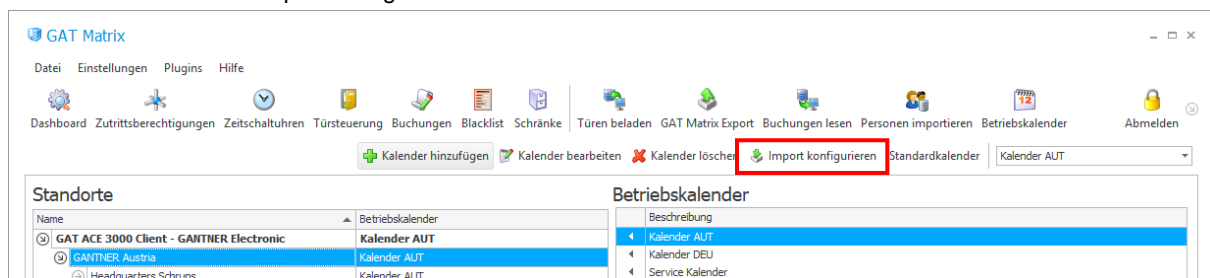 GAT Matrix
Datei Einstellungen Plugins Hilfe
Dashboard Zutrittsberechtigungen Zeitschaltuhren Türsteuerung Buchungen Blacklist Schränke Türen beladen GAT Matrix Export Buchungen lesen Personen importieren Betriebskalender Abmelden
Kalender hinzufügen Kalender bearbeiten Kalender löschen Import konfigurieren Standardkalender Kalender AUT
Standorte Betriebskalender
Name Betriebskalender Beschreibung
GAT ACE 3000 Client - GANTNER Electronic Kalender AUT Kalender AUT
GANTNER Austria Kalender AUT Kalender DEU
Headquarters Schruns Kalender AUT Service Kalender